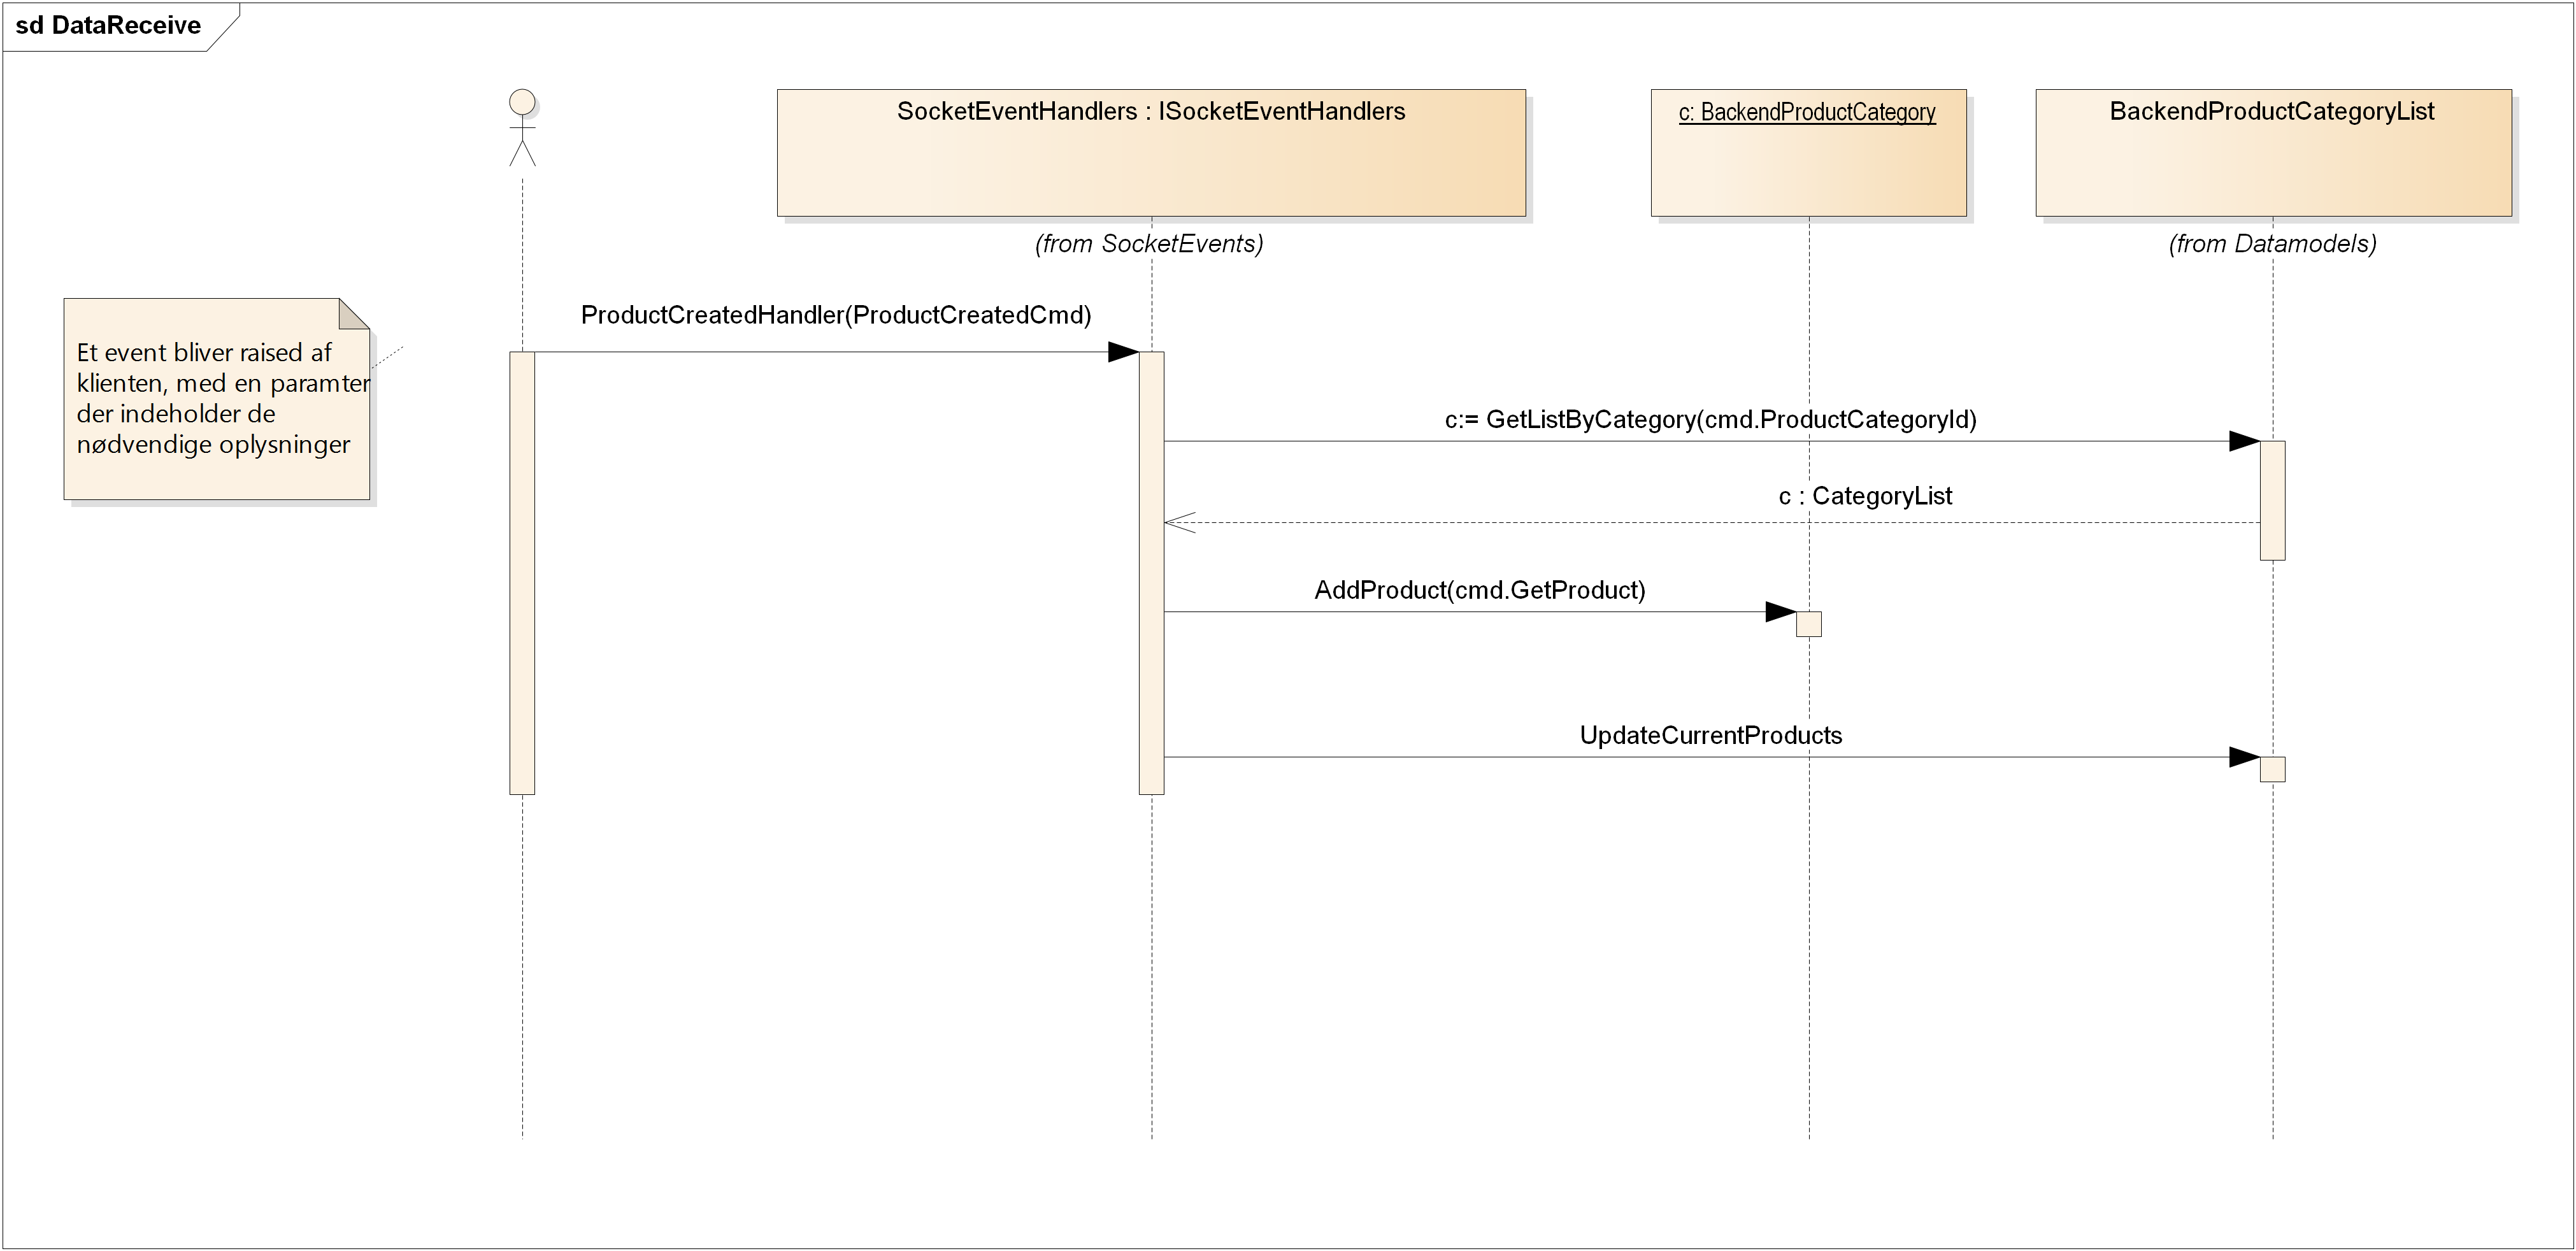 sd DataReceive
SocketEventHandlers : ISocketEventHandlers
c: BackendProductCategory
BackendProductCategoryList
(from SocketEvents)
(from Datamodels)
ProductCreatedHandler(ProductCreatedCmd)
Et event bliver raised af
klienten, med en paramter
der indeholder de
nødvendige oplysninger
c:= GetListByCategory(cmd.ProductCategoryId)
c : CategoryList
AddProduct(cmd.GetProduct)
UpdateCurrentProducts